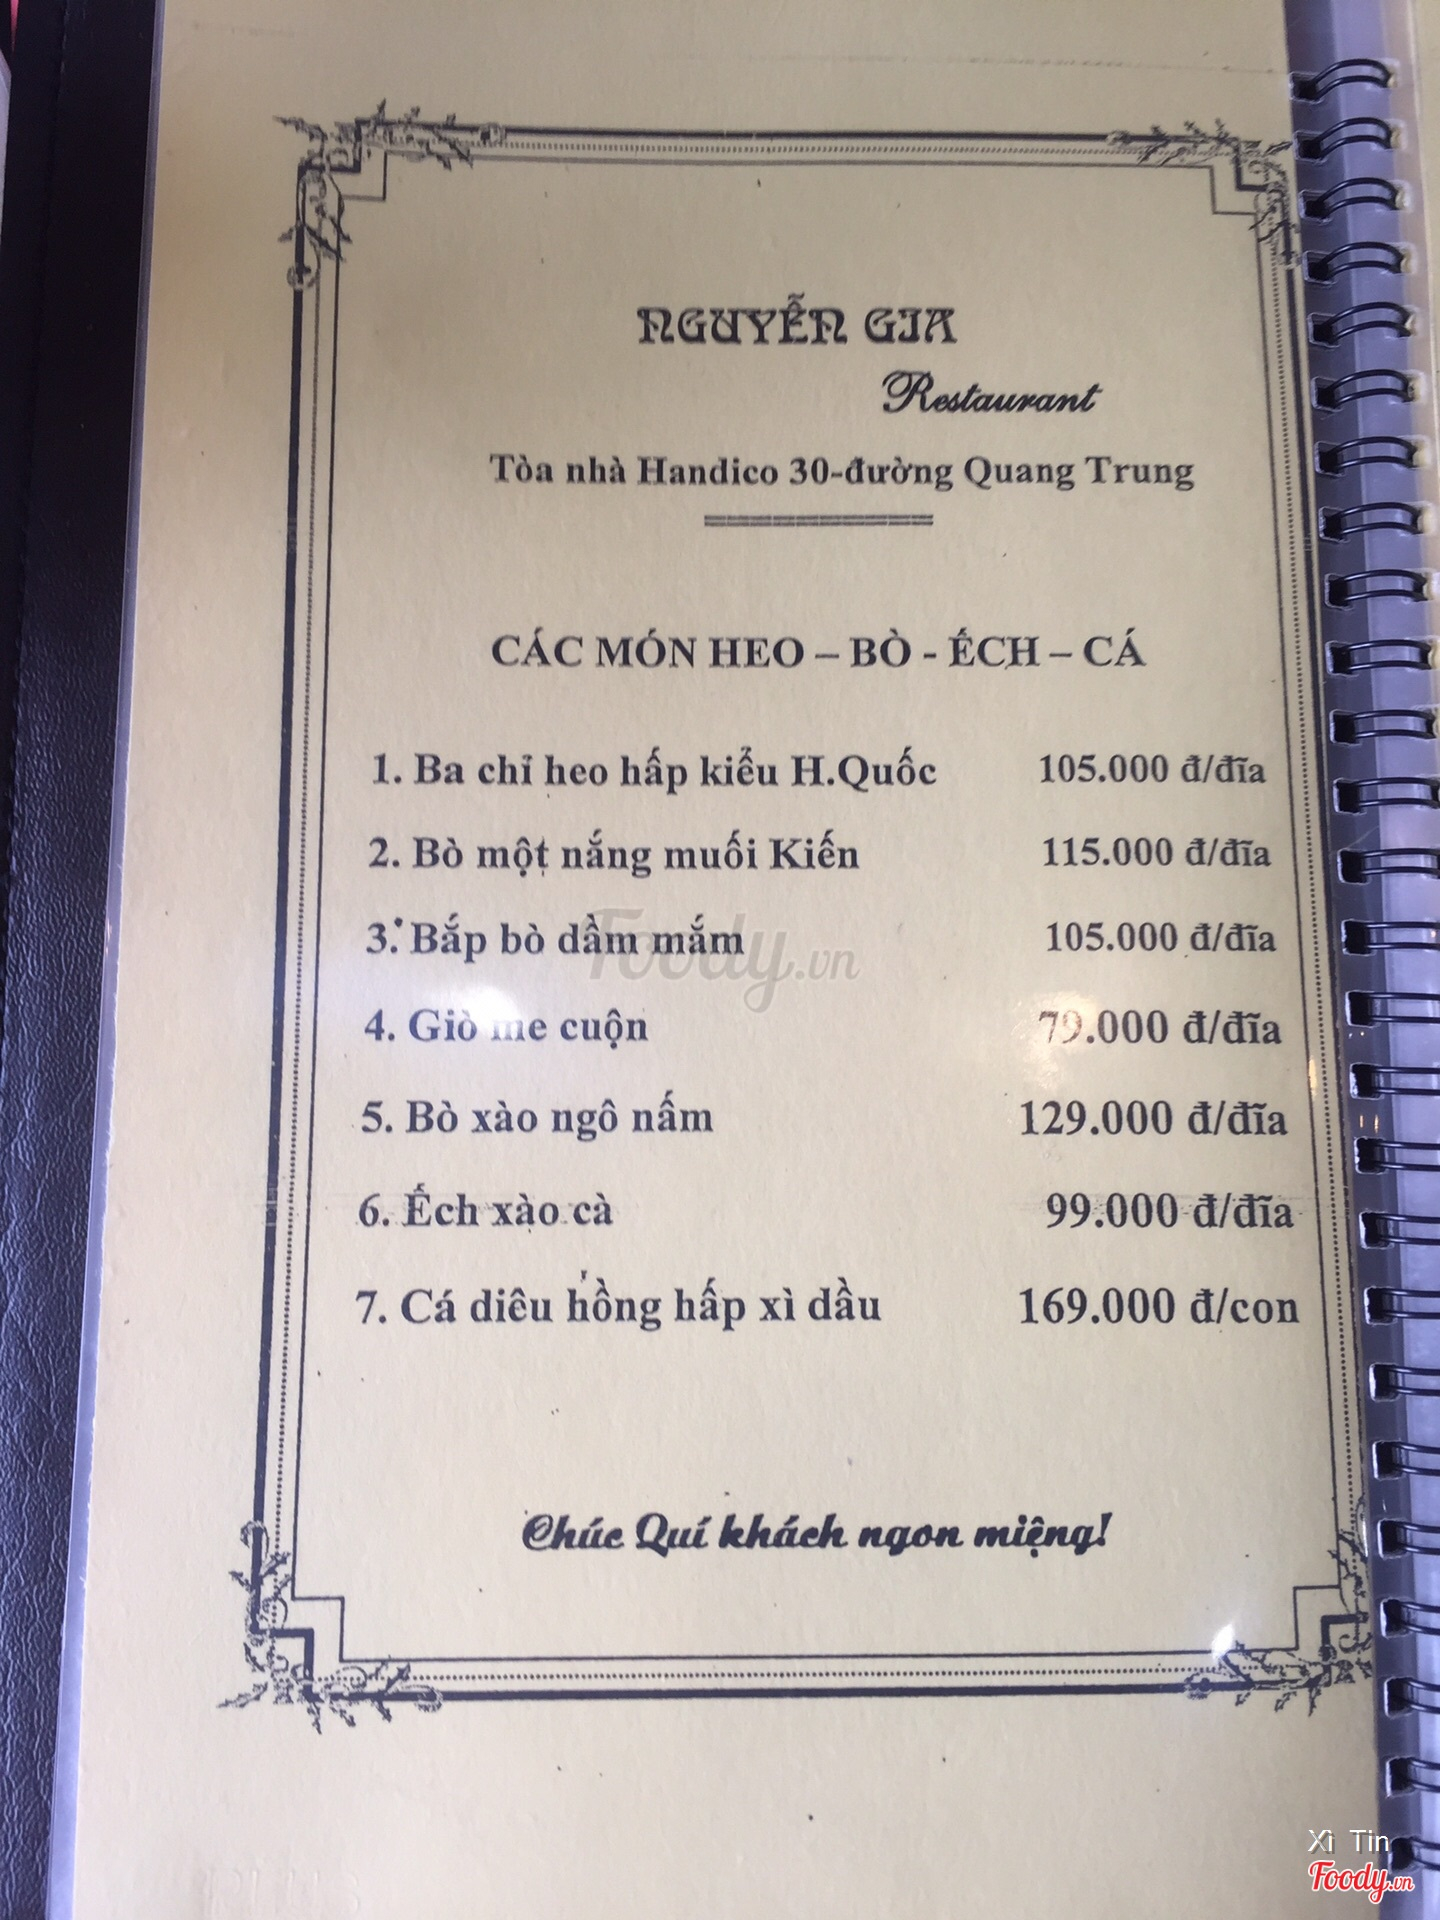 NGUYỄN GIA
Restaurant
Tòa nhà Handico 30-đường Quang Trung
CÁC MÓN HEO – BÒ - ẾCH – CÁ
1. Ba chỉ heo hấp kiểu H.Quốc 105.000 đ/đĩa
2. Bò một nắng muối Kiến 115.000 đ/đĩa
3. Bắp bò dầm mắm 105.000 đ/đĩa
Foody.vn
4. Giò me cuộn 79.000 đ/đĩa
5. Bò xào ngô nấm 129.000 đ/đĩa
6. Ếch xào cà 99.000 đ/đĩa
7. Cá diêu hồng hấp xì dầu 169.000 đ/con
Chúc Quí khách ngon miệng!
Xì Tin
Foody.vn